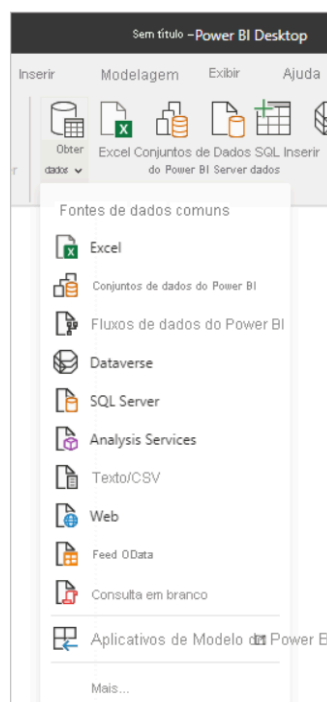 Sem título - Power BI Desktop
Inserir Modelagem Exibir Ajuda
Obter dados
Excel Conjuntos de Dados SQL Inserir
do Power BI Server dados
Fontes de dados comuns
Excel
Conjuntos de dados do Power BI
Fluxos de dados do Power BI
Dataverse
SQL Server
Analysis Services
Texto/CSV
Web
Feed OData
Consulta em branco
Aplicativos de Modelo do Power B
Mais...